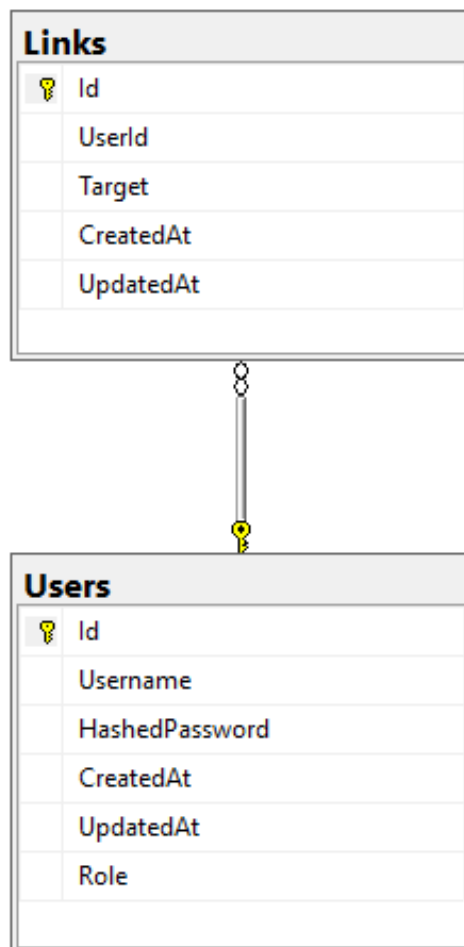 Links
Id
UserId
Target
CreatedAt
UpdatedAt
Users
Id
Username
HashedPassword
CreatedAt
UpdatedAt
Role